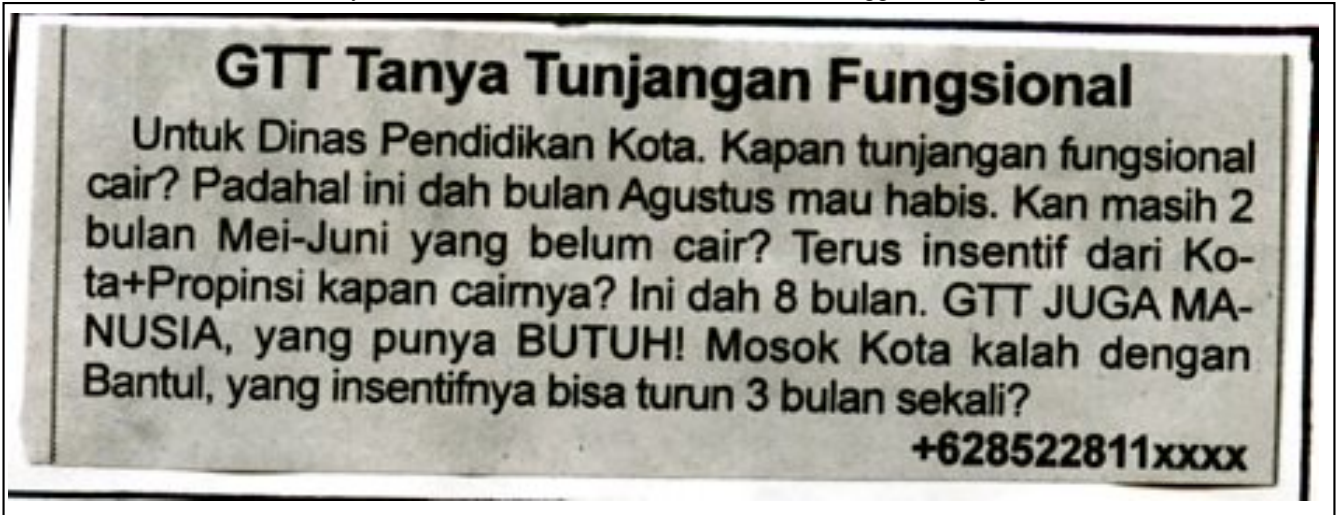 GTT Tanya Tunjangan Fungsional
Untuk Dinas Pendidikan Kota. Kapan tunjangan fungsional
cair? Padahal ini dah bulan Agustus mau habis. Kan masih 2
bulan Mei-Juni yang belum cair? Terus insentif dari Ko-
ta+Propinsi kapan cairnya? Ini dah 8 bulan. GTT JUGA MA-
NUSIA, yang punya BUTUH! Mosok Kota kalah dengan
Bantul, yang insentifnya bisa turun 3 bulan sekali?
+628522811xxxx